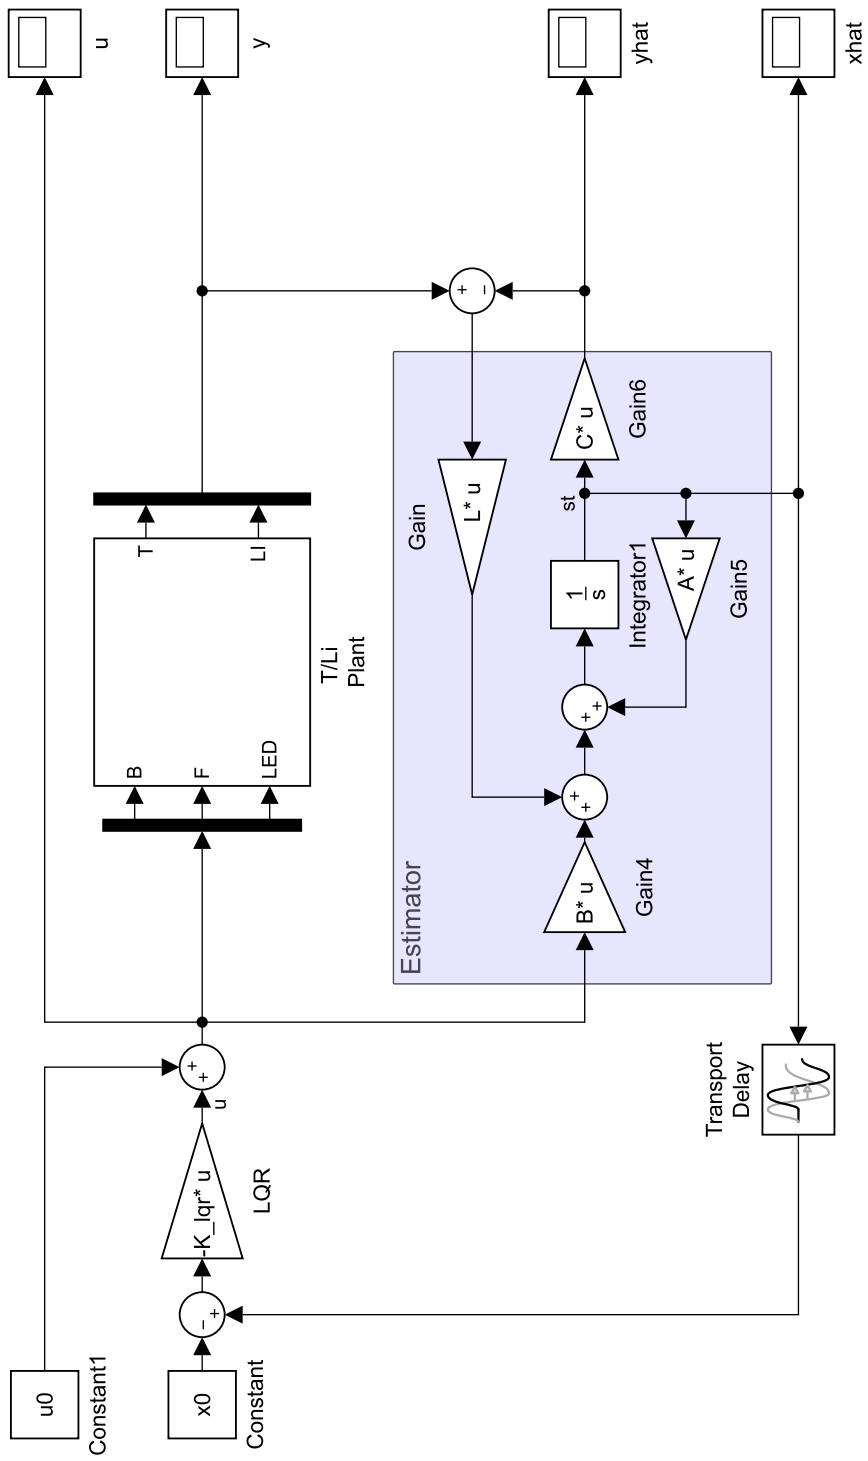 u0
Constant1
x0
Constant
−
+
-K_lqr* u
LQR
u
+
+
B
F
LED
T
LI
T/Li
Plant
u
y
yhat
xhat
+
−
Estimator
B* u
Gain4
+
+
+
+
1
s
Integrator1
st
C* u
Gain6
L* u
Gain
A* u
Gain5
Transport
Delay